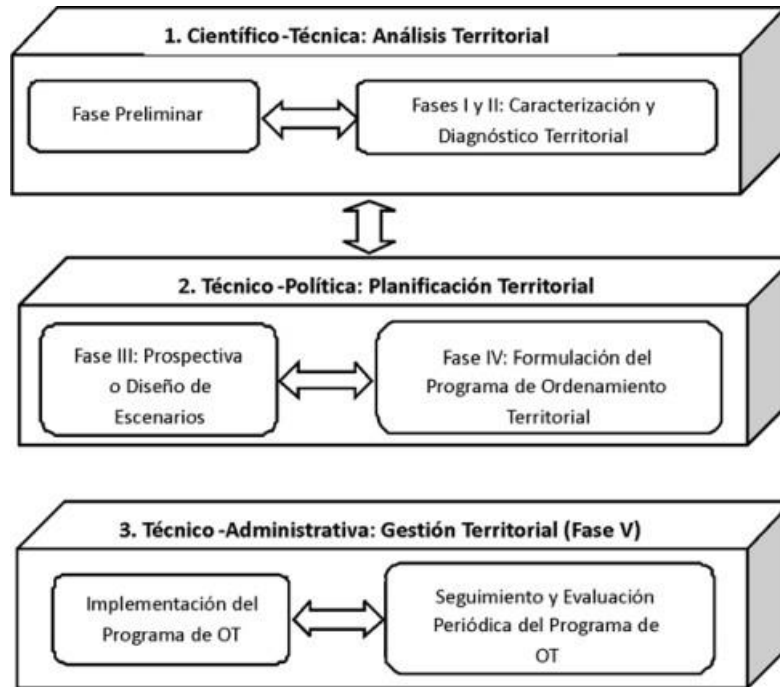 1. Científico-Técnica: Análisis Territorial
Fase Preliminar
Fases I y II: Caracterización y
Diagnóstico Territorial
2. Técnico-Política: Planificación Territorial
Fase III: Prospectiva
o Diseño de
Escenarios
Fase IV: Formulación del
Programa de Ordenamiento
Territorial
3. Técnico-Administrativa: Gestión Territorial (Fase V)
Implementación del
Programa de OT
Seguimiento y Evaluación
Periódica del Programa de
OT